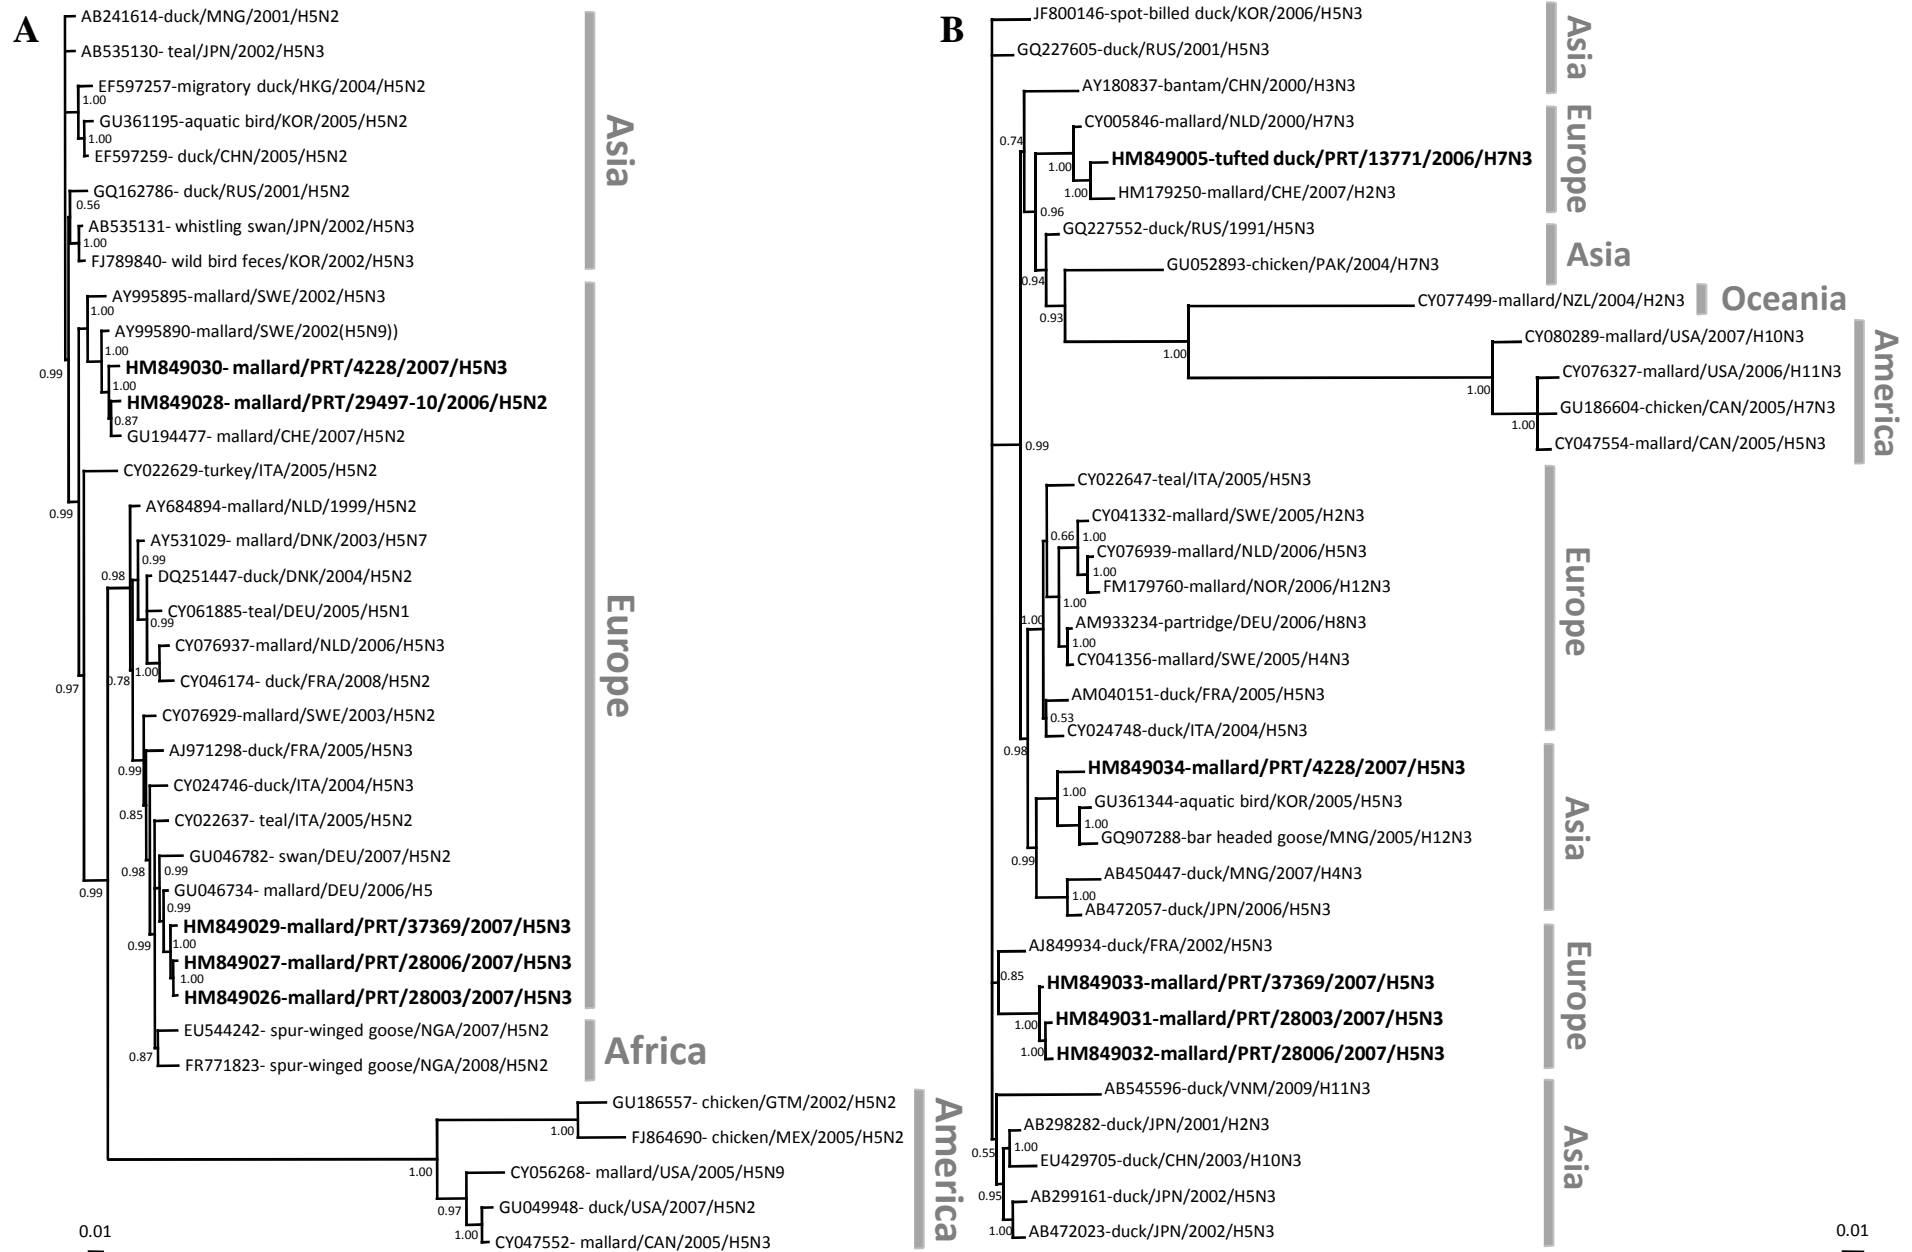 A
AB241614-duck/MNG/2001/H5N2
AB535130- teal/JPN/2002/H5N3
EF597257-migratory duck/HKG/2004/H5N2
1.00
GU361195-aquatic bird/KOR/2005/H5N2
1.00
EF597259- duck/CHN/2005/H5N2
GQ162786- duck/RUS/2001/H5N2
0.56
AB535131- whistling swan/JPN/2002/H5N3
1.00
FJ789840- wild bird feces/KOR/2002/H5N3
Asia
AY995895-mallard/SWE/2002/H5N3
1.00
AY995890-mallard/SWE/2002(H5N9))
1.00
HM849030- mallard/PRT/4228/2007/H5N3
0.99
1.00
HM849028- mallard/PRT/29497-10/2006/H5N2
0.87
GU194477- mallard/CHE/2007/H5N2
CY022629-turkey/ITA/2005/H5N2
AY684894-mallard/NLD/1999/H5N2
0.99
AY531029- mallard/DNK/2003/H5N7
0.99
0.98
DQ251447-duck/DNK/2004/H5N2
CY061885-teal/DEU/2005/H5N1
0.99
CY076937-mallard/NLD/2006/H5N3
1.00
0.78
0.97
CY046174- duck/FRA/2008/H5N2
CY076929-mallard/SWE/2003/H5N2
AJ971298-duck/FRA/2005/H5N3
0.99
CY024746-duck/ITA/2004/H5N3
0.85
CY022637- teal/ITA/2005/H5N2
GU046782- swan/DEU/2007/H5N2
0.98
0.99
0.99
GU046734- mallard/DEU/2006/H5
0.99
HM849029-mallard/PRT/37369/2007/H5N3
0.99
1.00
HM849027-mallard/PRT/28006/2007/H5N3
1.00
HM849026-mallard/PRT/28003/2007/H5N3
Europe
EU544242- spur-winged goose/NGA/2007/H5N2
0.87
FR771823- spur-winged goose/NGA/2008/H5N2
Africa
GU186557- chicken/GTM/2002/H5N2
1.00
FJ864690- chicken/MEX/2005/H5N2
1.00
CY056268- mallard/USA/2005/H5N9
0.97
GU049948- duck/USA/2007/H5N2
1.00
CY047552- mallard/CAN/2005/H5N3
America
0.01
B
JF800146-spot-billed duck/KOR/2006/H5N3
GQ227605-duck/RUS/2001/H5N3
AY180837-bantam/CHN/2000/H3N3
Asia
CY005846-mallard/NLD/2000/H7N3
0.74
HM849005-tufted duck/PRT/13771/2006/H7N3
1.00
1.00
HM179250-mallard/CHE/2007/H2N3
Europe
0.96
GQ227552-duck/RUS/1991/H5N3
GU052893-chicken/PAK/2004/H7N3
Asia
0.94
CY077499-mallard/NZL/2004/H2N3
Oceania
0.93
CY080289-mallard/USA/2007/H10N3
1.00
CY076327-mallard/USA/2006/H11N3
1.00
GU186604-chicken/CAN/2005/H7N3
1.00
CY047554-mallard/CAN/2005/H5N3
America
0.99
CY022647-teal/ITA/2005/H5N3
CY041332-mallard/SWE/2005/H2N3
0.66
1.00
CY076939-mallard/NLD/2006/H5N3
1.00
FM179760-mallard/NOR/2006/H12N3
1.00
1.00
AM933234-partridge/DEU/2006/H8N3
1.00
CY041356-mallard/SWE/2005/H4N3
AM040151-duck/FRA/2005/H5N3
0.53
CY024748-duck/ITA/2004/H5N3
Europe
0.98
HM849034-mallard/PRT/4228/2007/H5N3
1.00
GU361344-aquatic bird/KOR/2005/H5N3
1.00
GQ907288-bar headed goose/MNG/2005/H12N3
0.99
AB450447-duck/MNG/2007/H4N3
1.00
AB472057-duck/JPN/2006/H5N3
Asia
AJ849934-duck/FRA/2002/H5N3
0.85
HM849033-mallard/PRT/37369/2007/H5N3
1.00
HM849031-mallard/PRT/28003/2007/H5N3
1.00
HM849032-mallard/PRT/28006/2007/H5N3
Europe
AB545596-duck/VNM/2009/H11N3
AB298282-duck/JPN/2001/H2N3
0.55
1.00
EU429705-duck/CHN/2003/H10N3
0.95
AB299161-duck/JPN/2002/H5N3
1.00
AB472023-duck/JPN/2002/H5N3
Asia
0.01